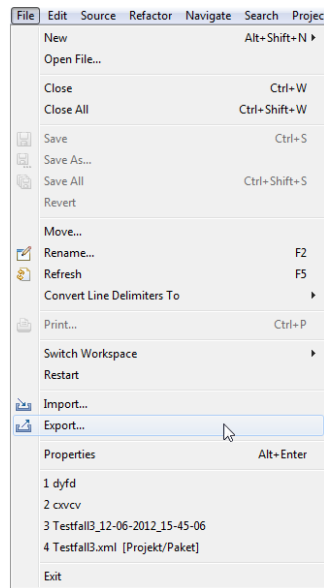 File Edit Source Refactor Navigate Search Projec
New Alt+Shift+N
Open File...
Close Ctrl+W
Close All Ctrl+Shift+W
Save Ctrl+S
Save As...
Save All Ctrl+Shift+S
Revert
Move...
Rename... F2
Refresh F5
Convert Line Delimiters To
Print... Ctrl+P
Switch Workspace
Restart
Import...
Export...
Properties Alt+Enter
1 dyfd
2 cxvcv
3 Testfall3_12-06-2012_15-45-06
4 Testfall3.xml [Projekt/Paket]
Exit